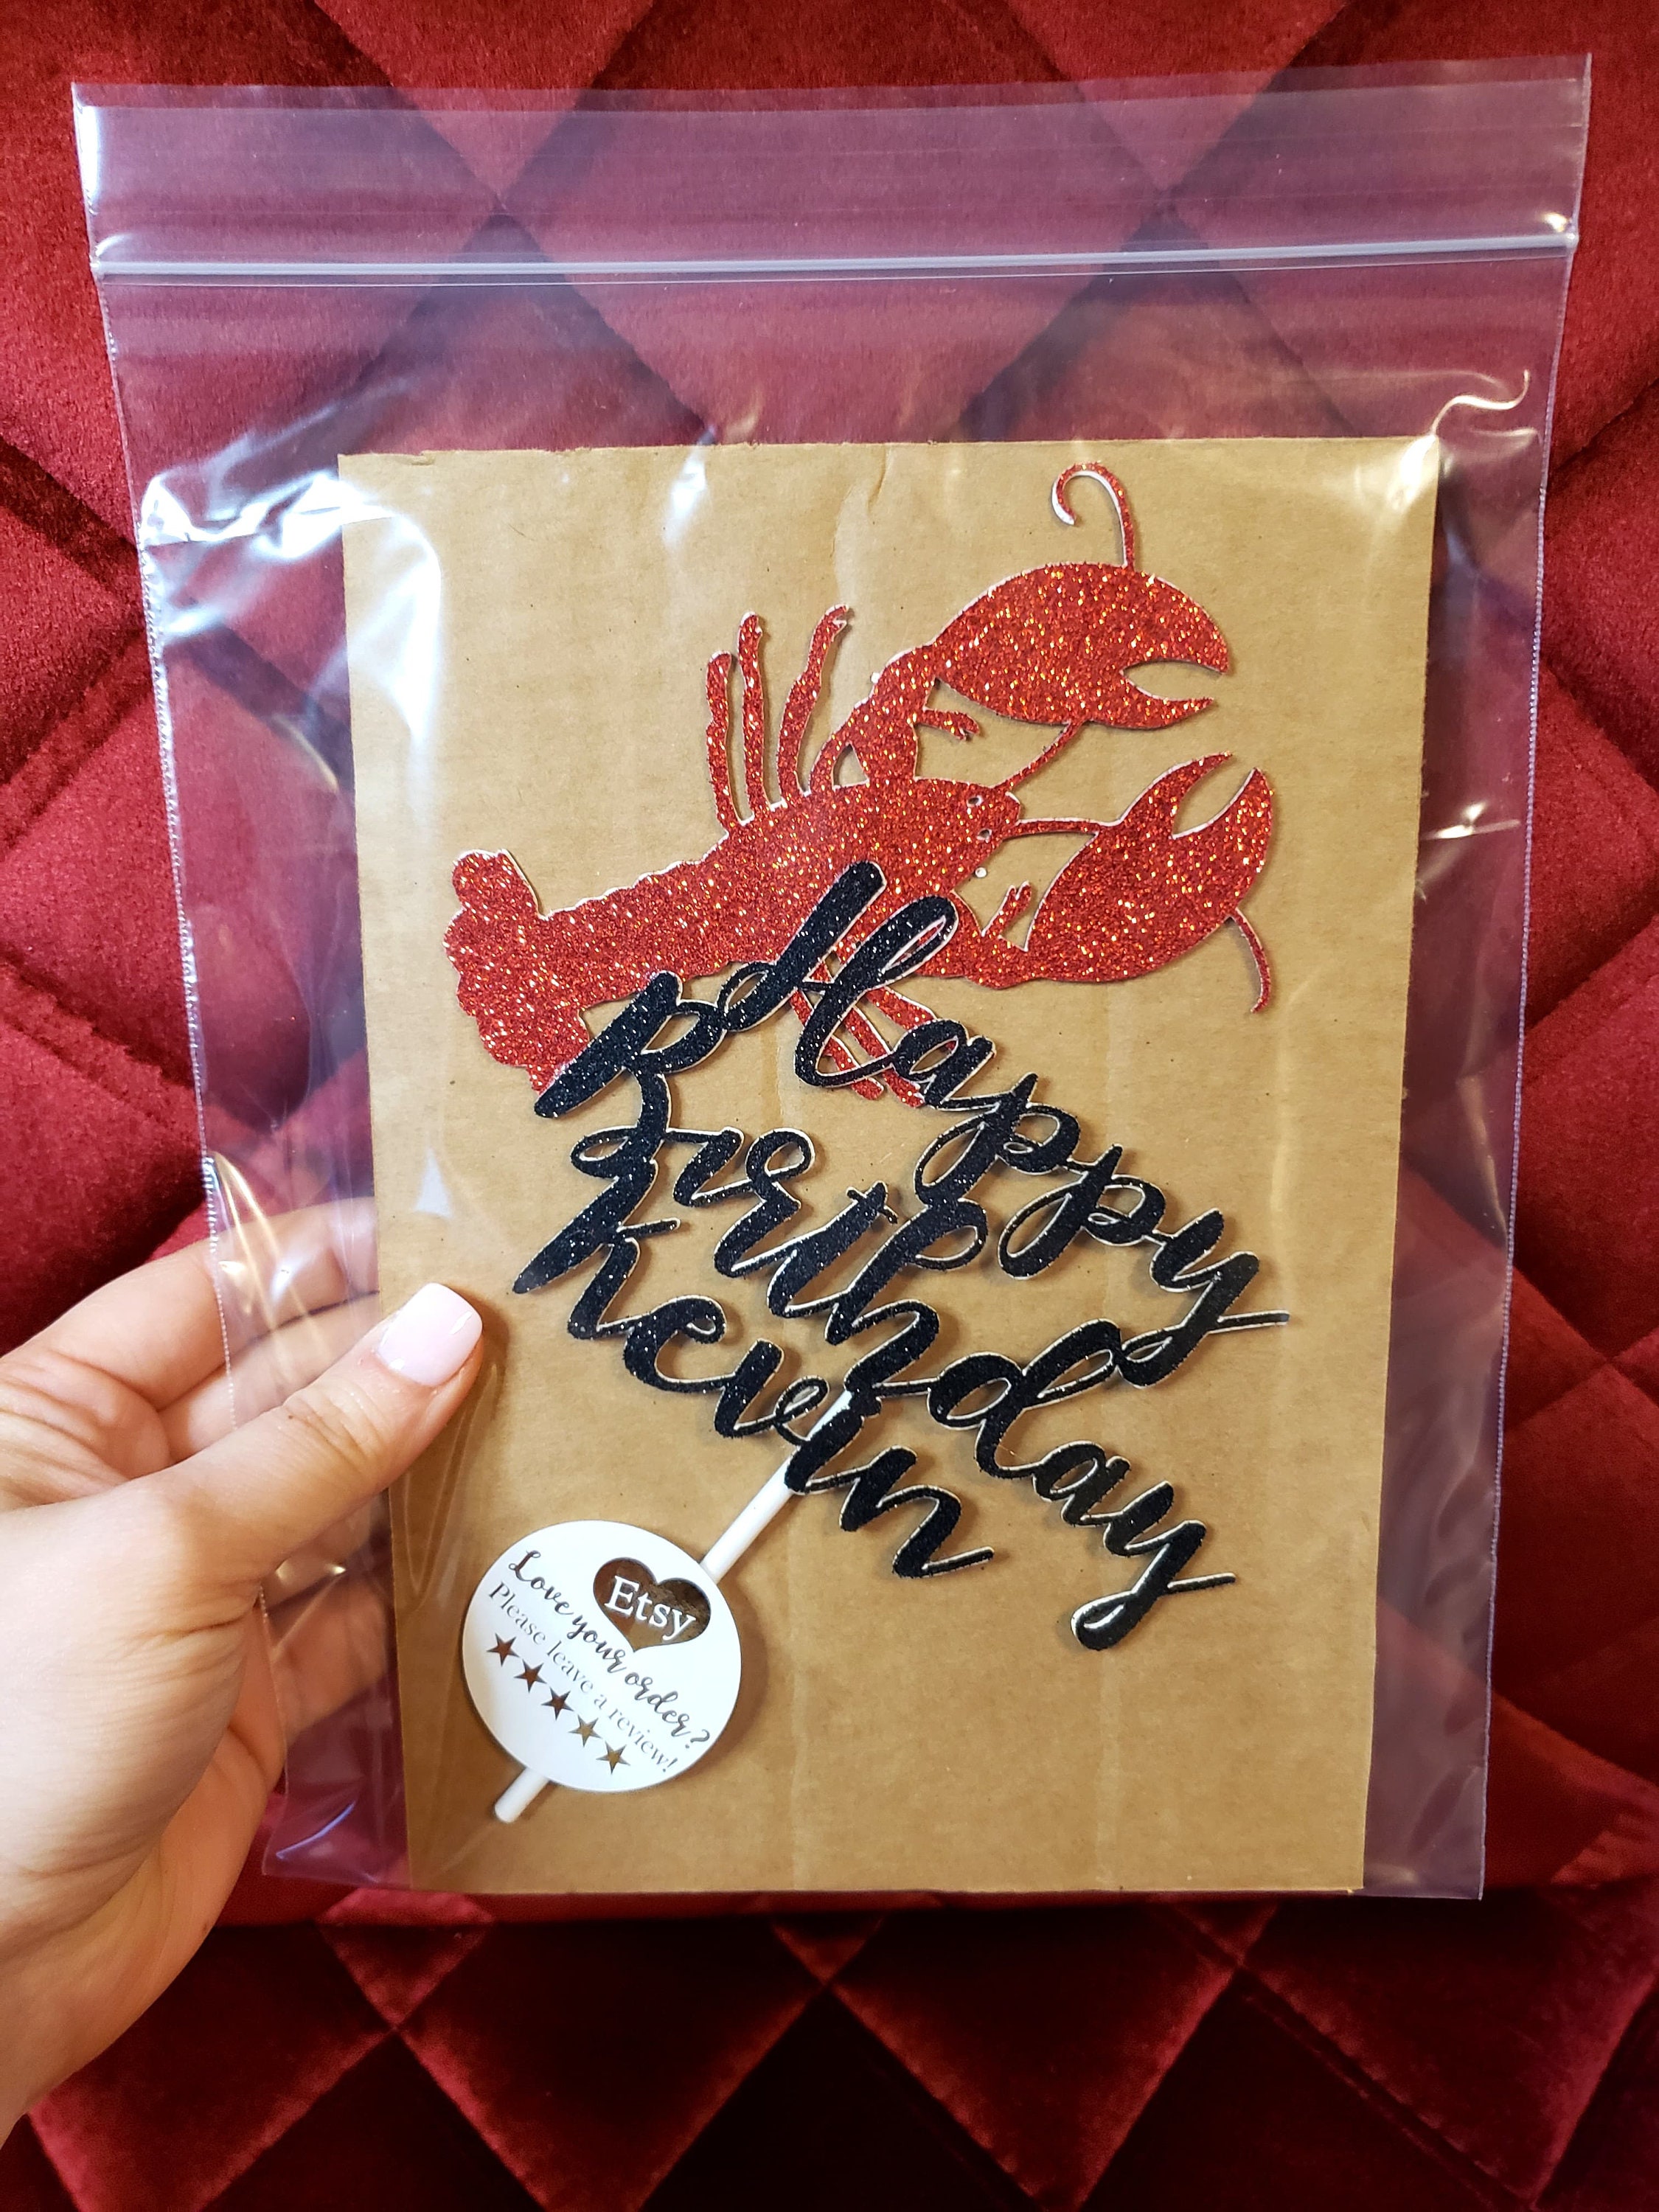 Happy
Birthday
Kevin
Etsy
Love your order?
Please leave a review!